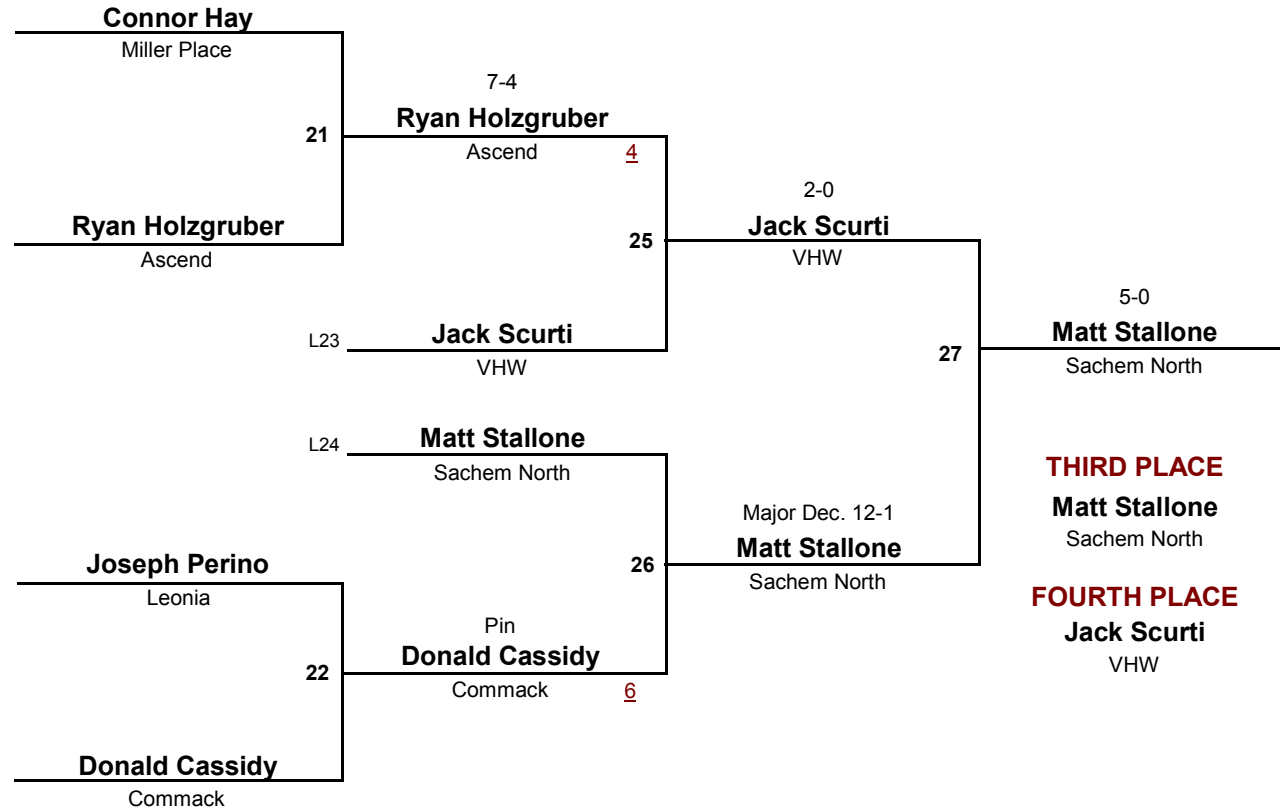 Connor Hay
Miller Place
21
Ryan Holzgruber
Ascend
7-4
Ryan Holzgruber
Ascend
4
25
L23
Jack Scurti
VHW
2-0
Jack Scurti
VHW
27
5-0
Matt Stallone
Sachem North
L24
Matt Stallone
Sachem North
26
Major Dec. 12-1
Matt Stallone
Sachem North
Joseph Perino
Leonia
22
Pin
Donald Cassidy
Commack
6
Donald Cassidy
Commack
THIRD PLACE
Matt Stallone
Sachem North
FOURTH PLACE
Jack Scurti
VHW